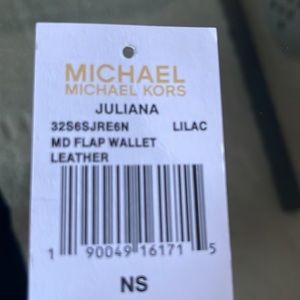 MICHAEL
MICHAEL KORS
JULIANA
32S6SJRE6N LILAC
MD FLAP WALLET
LEATHER
1 90049 16171 5
NS